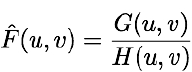 F̂(u, v) = G(u, v) / H(u, v)